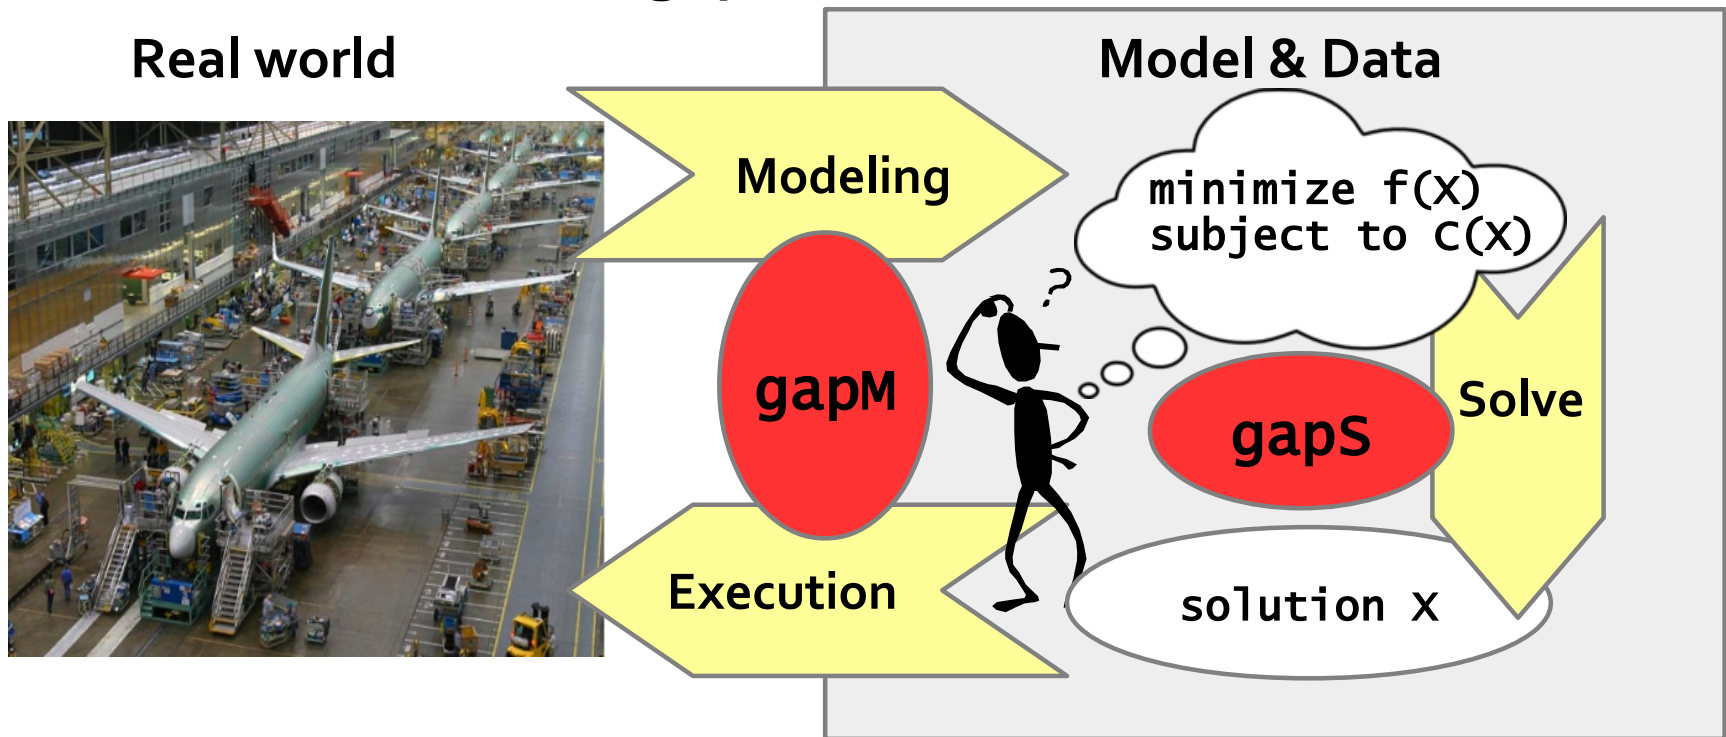 Real world
Model & Data
Modeling
minimize f(X)
subject to C(X)
?
gapM
gapS
Solve
Execution
solution X